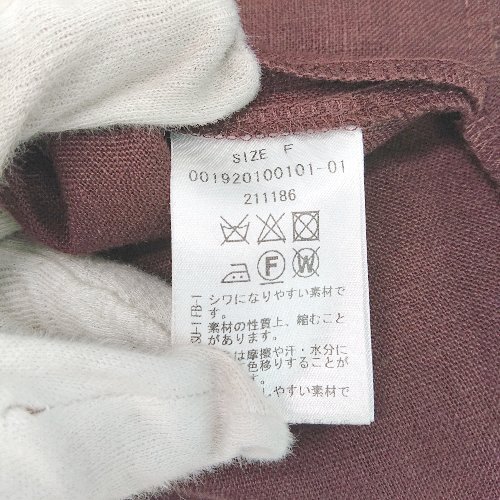 SIZE F
001920100101-01
211186
F W
シワになりやすい素材で
す。
素材の性質上、縮むこと
があります。
は摩擦や汗・水分に
色移りすることが
しやすい素材で